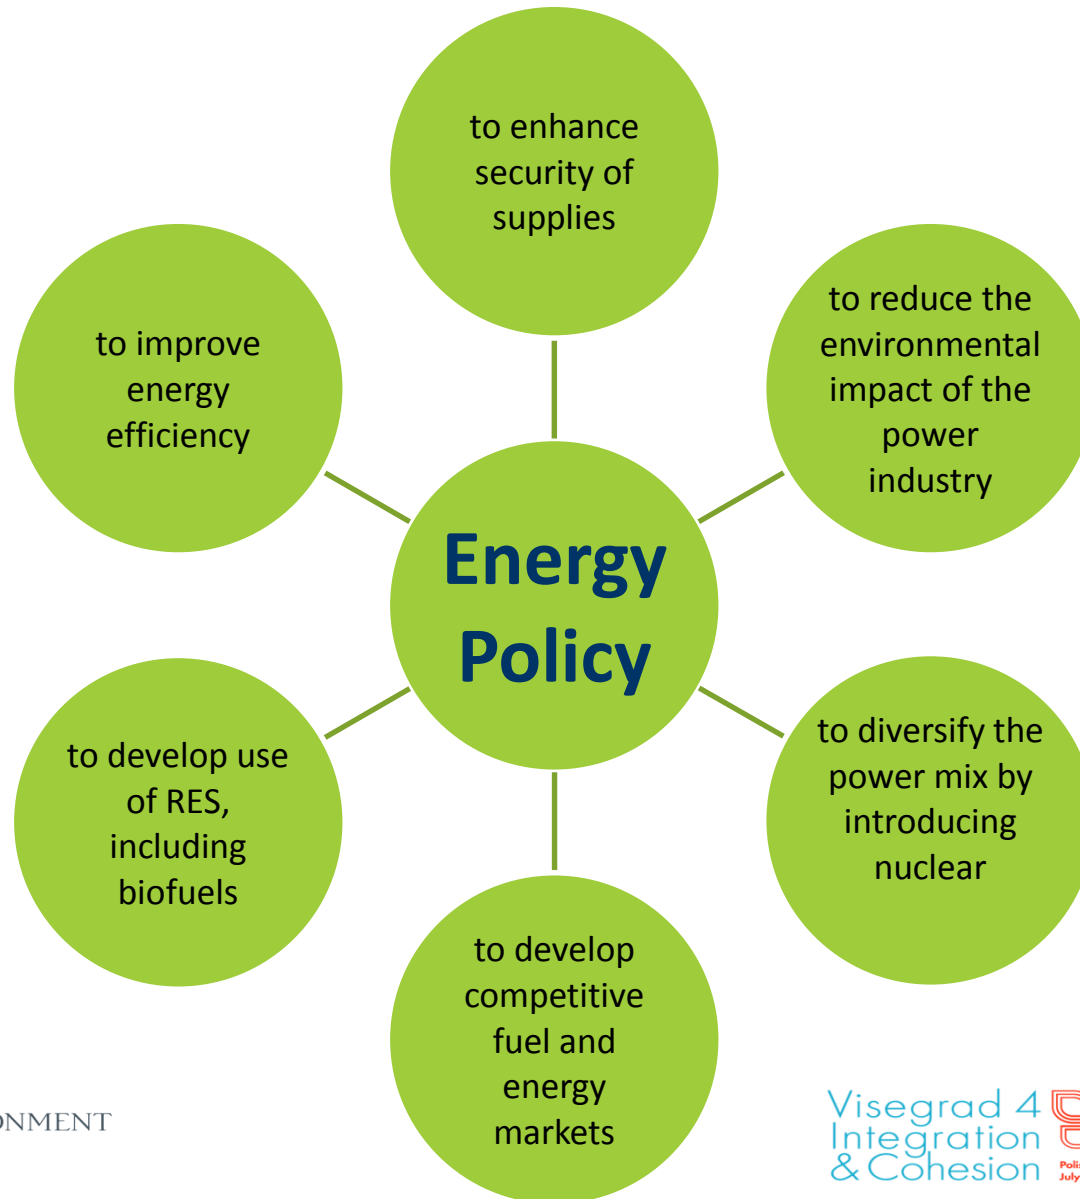 to enhance
security of
supplies
to reduce the
environmental
impact of the
power
industry
to improve
energy
efficiency
Energy
Policy
to diversify the
power mix by
introducing
nuclear
to develop use
of RES,
including
biofuels
to develop
competitive
fuel and
energy
markets
ONMENT
Visegrad 4
Integration
& Cohesion
July